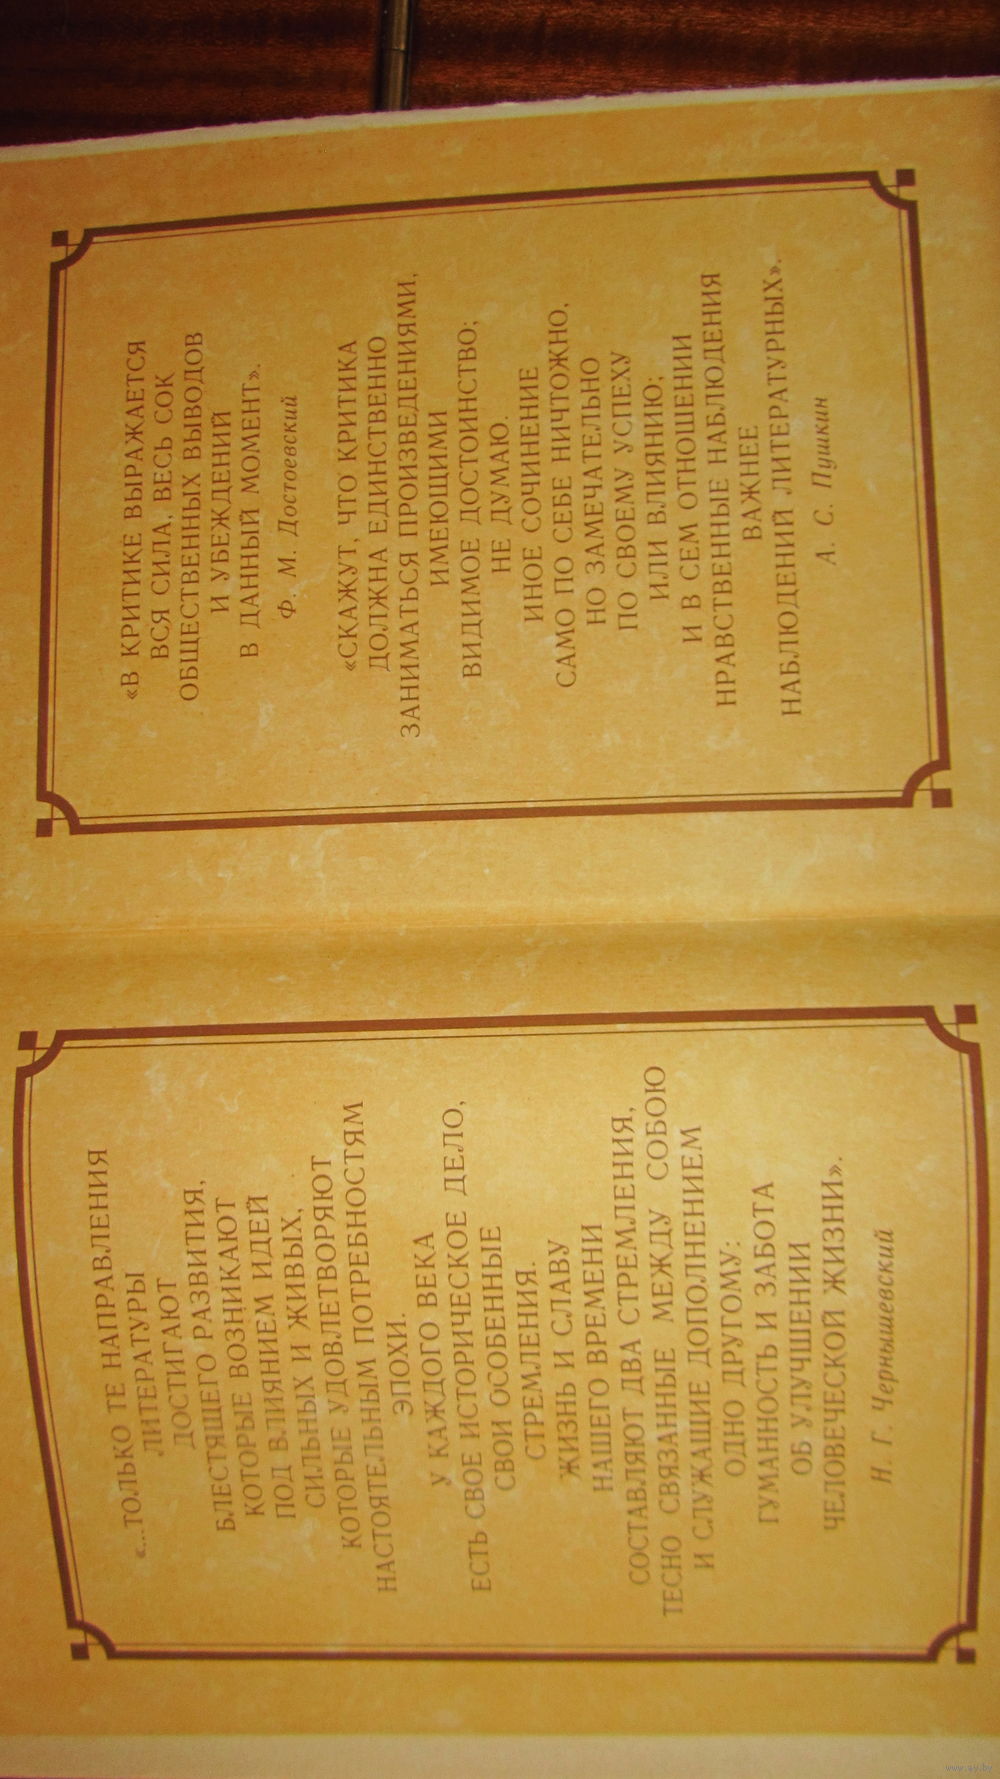 «...ТОЛЬКО ТЕ НАПРАВЛЕНИЯ
ЛИТЕРАТУРЫ
ДОСТИГАЮТ
БЛЕСТЯЩЕГО РАЗВИТИЯ,
КОТОРЫЕ ВОЗНИКАЮТ
ПОД ВЛИЯНИЕМ ИДЕЙ
СИЛЬНЫХ И ЖИВЫХ,
КОТОРЫЕ УДОВЛЕТВОРЯЮТ
НАСТОЯТЕЛЬНЫМ ПОТРЕБНОСТЯМ
ЭПОХИ.
У КАЖДОГО ВЕКА
ЕСТЬ СВОЕ ИСТОРИЧЕСКОЕ ДЕЛО,
СВОИ ОСОБЕННЫЕ
СТРЕМЛЕНИЯ.
ЖИЗНЬ И СЛАВУ
НАШЕГО ВРЕМЕНИ
СОСТАВЛЯЮТ ДВА СТРЕМЛЕНИЯ,
ТЕСНО СВЯЗАННЫЕ МЕЖДУ СОБОЮ
И СЛУЖАЩИЕ ДОПОЛНЕНИЕМ
ОДНО ДРУГОМУ:
ГУМАННОСТЬ И ЗАБОТА
ОБ УЛУЧШЕНИИ
ЧЕЛОВЕЧЕСКОЙ ЖИЗНИ».
Н. Г. Чернышевский
«В КРИТИКЕ ВЫРАЖАЕТСЯ
ВСЯ СИЛА, ВЕСЬ СОК
ОБЩЕСТВЕННЫХ ВЫВОДОВ
И УБЕЖДЕНИЙ
В ДАННЫЙ МОМЕНТ».
Ф. М. Достоевский
«СКАЖУТ, ЧТО КРИТИКА
ДОЛЖНА ЕДИНСТВЕННО
ЗАНИМАТЬСЯ ПРОИЗВЕДЕНИЯМИ,
ИМЕЮЩИМИ
ВИДИМОЕ ДОСТОИНСТВО;
НЕ ДУМАЮ.
ИНОЕ СОЧИНЕНИЕ
САМО ПО СЕБЕ НИЧТОЖНО,
НО ЗАМЕЧАТЕЛЬНО
ПО СВОЕМУ УСПЕХУ
ИЛИ ВЛИЯНИЮ;
И В СЕМ ОТНОШЕНИИ
НРАВСТВЕННЫЕ НАБЛЮДЕНИЯ
ВАЖНЕЕ
НАБЛЮДЕНИЙ ЛИТЕРАТУРНЫХ».
А. С. Пушкин
www.ay.by